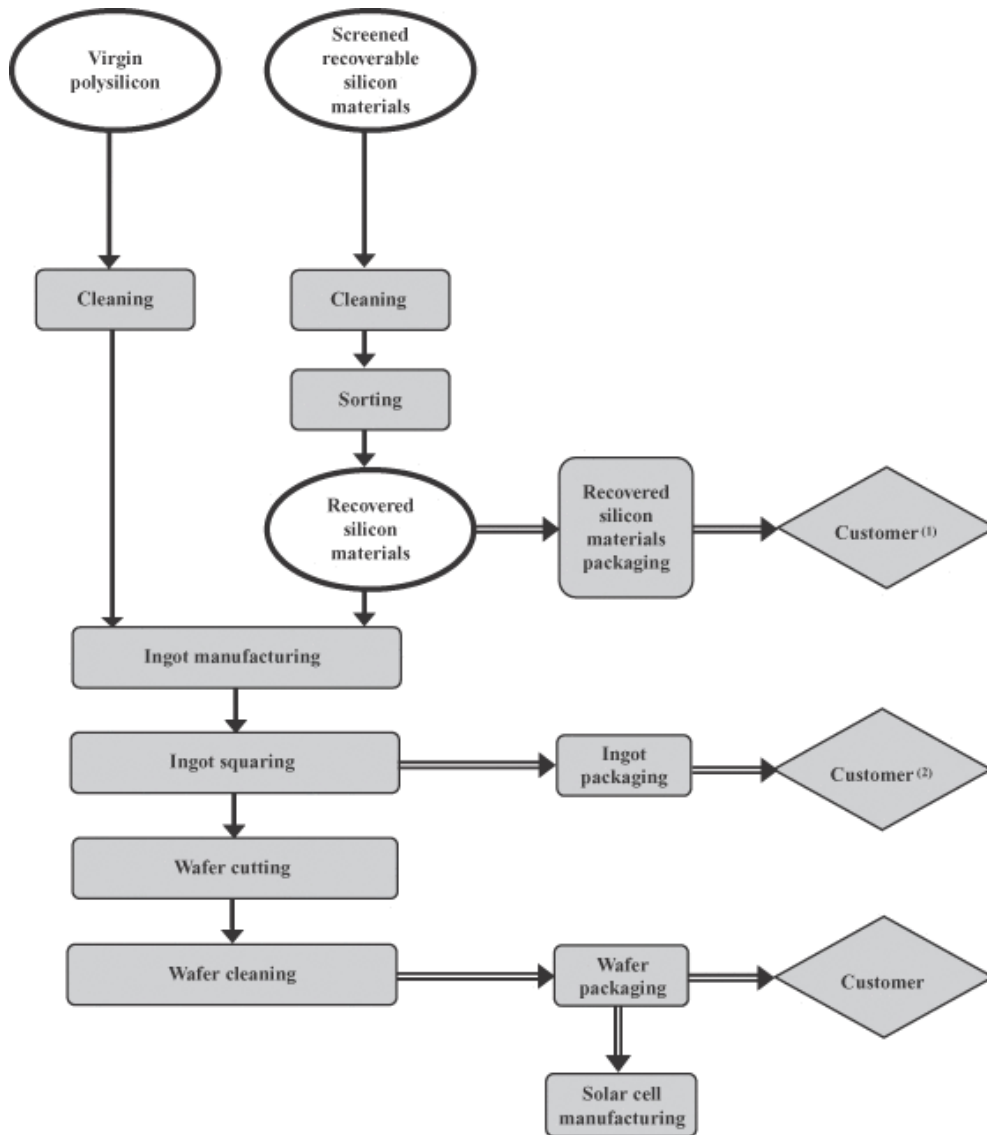 Virgin
polysilicon
Screened
recoverable
silicon
materials
Cleaning
Cleaning
Sorting
Recovered
silicon
materials
Recovered
silicon
materials
packaging
Customer (1)
Ingot manufacturing
Ingot squaring
Ingot
packaging
Customer (2)
Wafer cutting
Wafer cleaning
Wafer
packaging
Customer
Solar cell
manufacturing